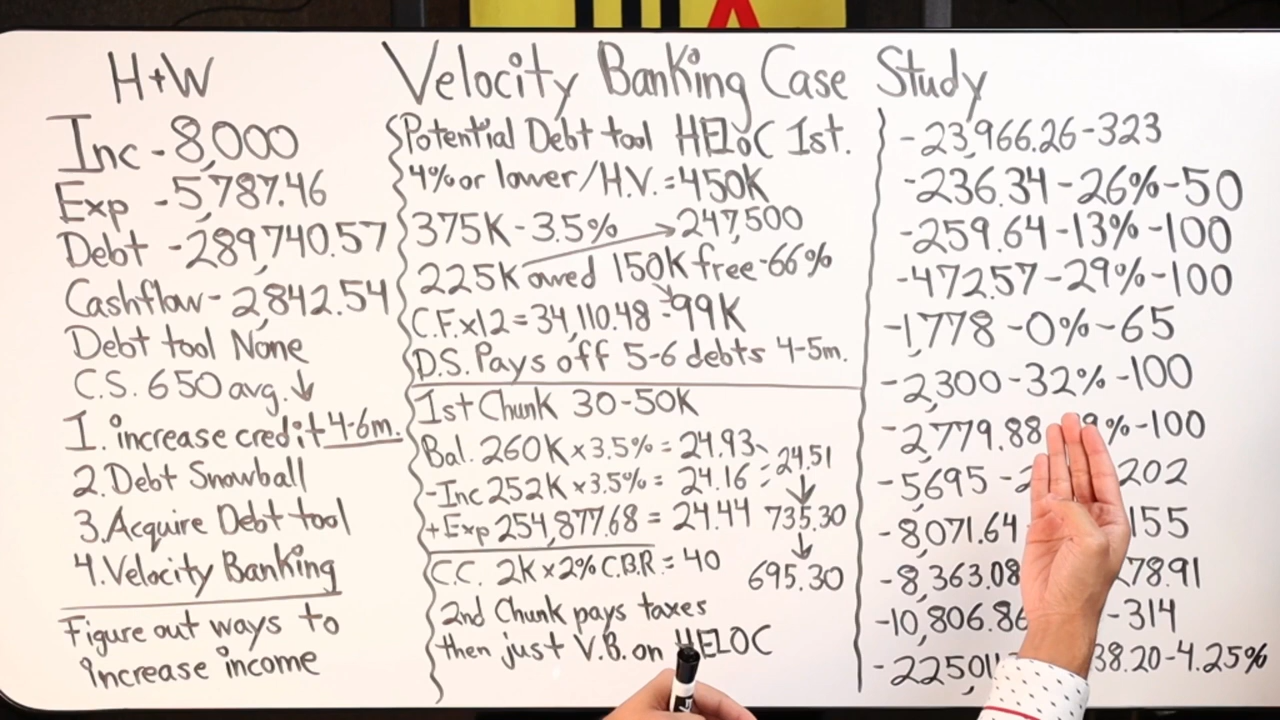 H+W
Velocity Banking Case Study
Inc - 8,000
Exp - 5,787.46
Debt - 289,740.57
Cashflow - 2,842.54
Debt tool None
C.S. 650 avg. ↓
1. increase credit 4-6m.
2. Debt Snowball
3. Acquire Debt tool
4. Velocity Banking
Figure out ways to
increase income
Potential Debt tool HELOC 1st.
4% or lower/H.V. = 450K
375K - 3.5% → 247,500
225K owed 150K free - 66%
C.F. x 12 = 34,110.48 - 99K
D.S. Pays off 5-6 debts 4-5m.
1st Chunk 30-50K
Bal. 260K x 3.5% = 24.93
- Inc 252K x 3.5% = 24.16 = 24.51
+ Exp 254,877.68 = 24.44 735.30
C.C. 2K x 2% C.B.R. = 40 695.30
2nd Chunk pays taxes
then just V.B. on HELOC
- 23,966.26 - 323
- 236.34 - 26% - 50
- 259.64 - 13% - 100
- 472.57 - 29% - 100
- 1,778 - 0% - 65
- 2,300 - 32% - 100
- 2,779.88 9% - 100
- 5695 - 2 202
- 8,071.64 155
- 8,363.08 78.91
- 10,806.86 - 314
- 225,011 38.20 - 4.25%